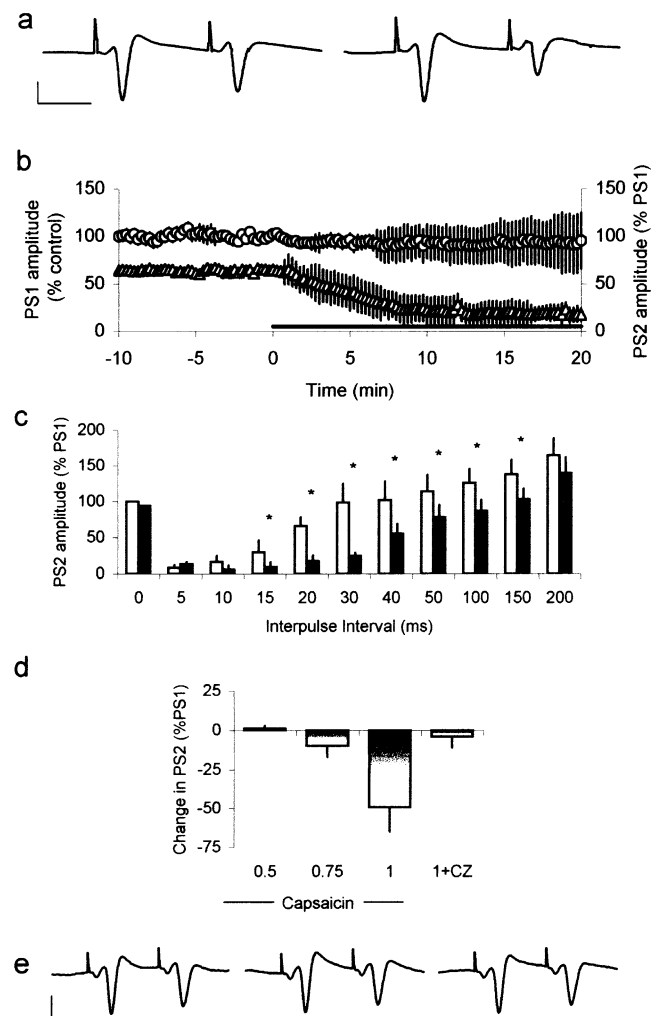 a
b
PS1 amplitude
(% control)
150
100
50
0
150
100
50
0
PS2 amplitude (% PS1)
-10 -5 0 5 10 15 20
Time (min)
c
PS2 amplitude (% PS1)
200
150
100
50
0
* * * * * * *
0 5 10 15 20 30 40 50 100 150 200
Interpulse Interval (ms)
d
Change in PS2 (%PS1)
25
0
-25
-50
-75
0.5 0.75 1 1+CZ
Capsaicin
e